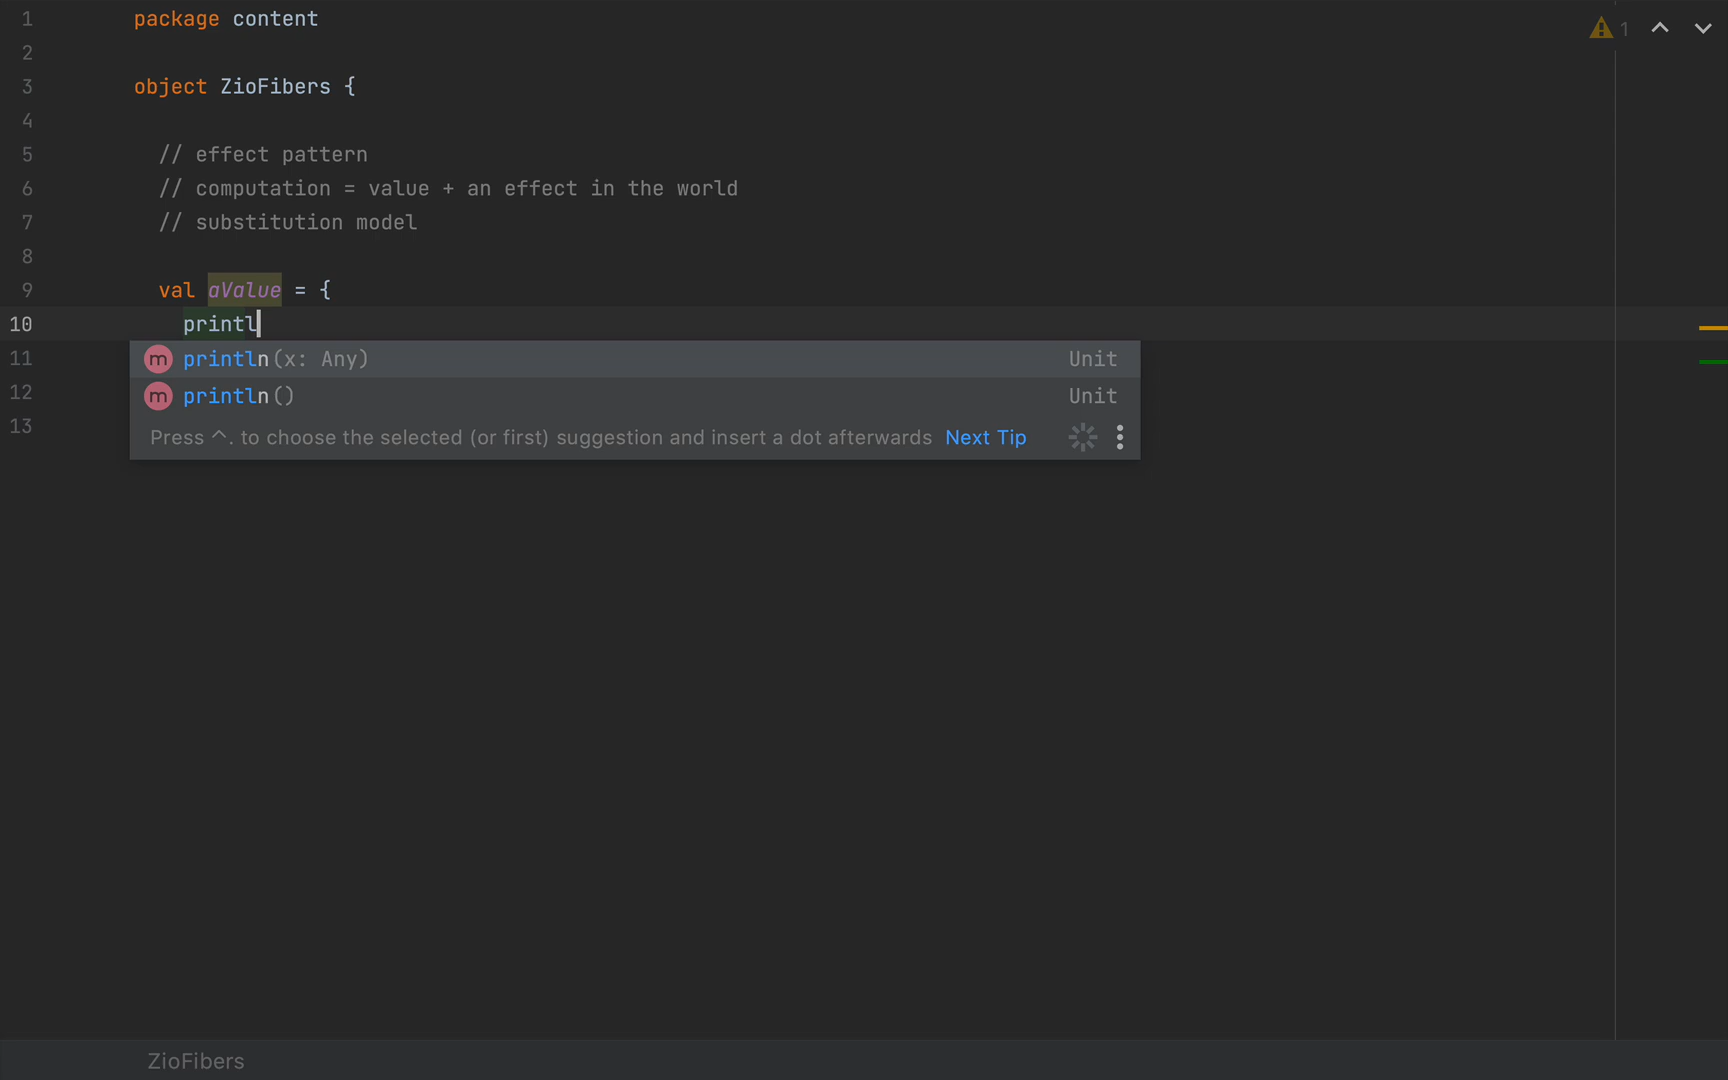 1 package content
2
3 object ZioFibers {
4
5 // effect pattern
6 // computation = value + an effect in the world
7 // substitution model
8
9 val aValue = {
10 printl
11
12
13
println(x: Any) Unit
println() Unit
Press ^. to choose the selected (or first) suggestion and insert a dot afterwards Next Tip
m
m
1
ZioFibers